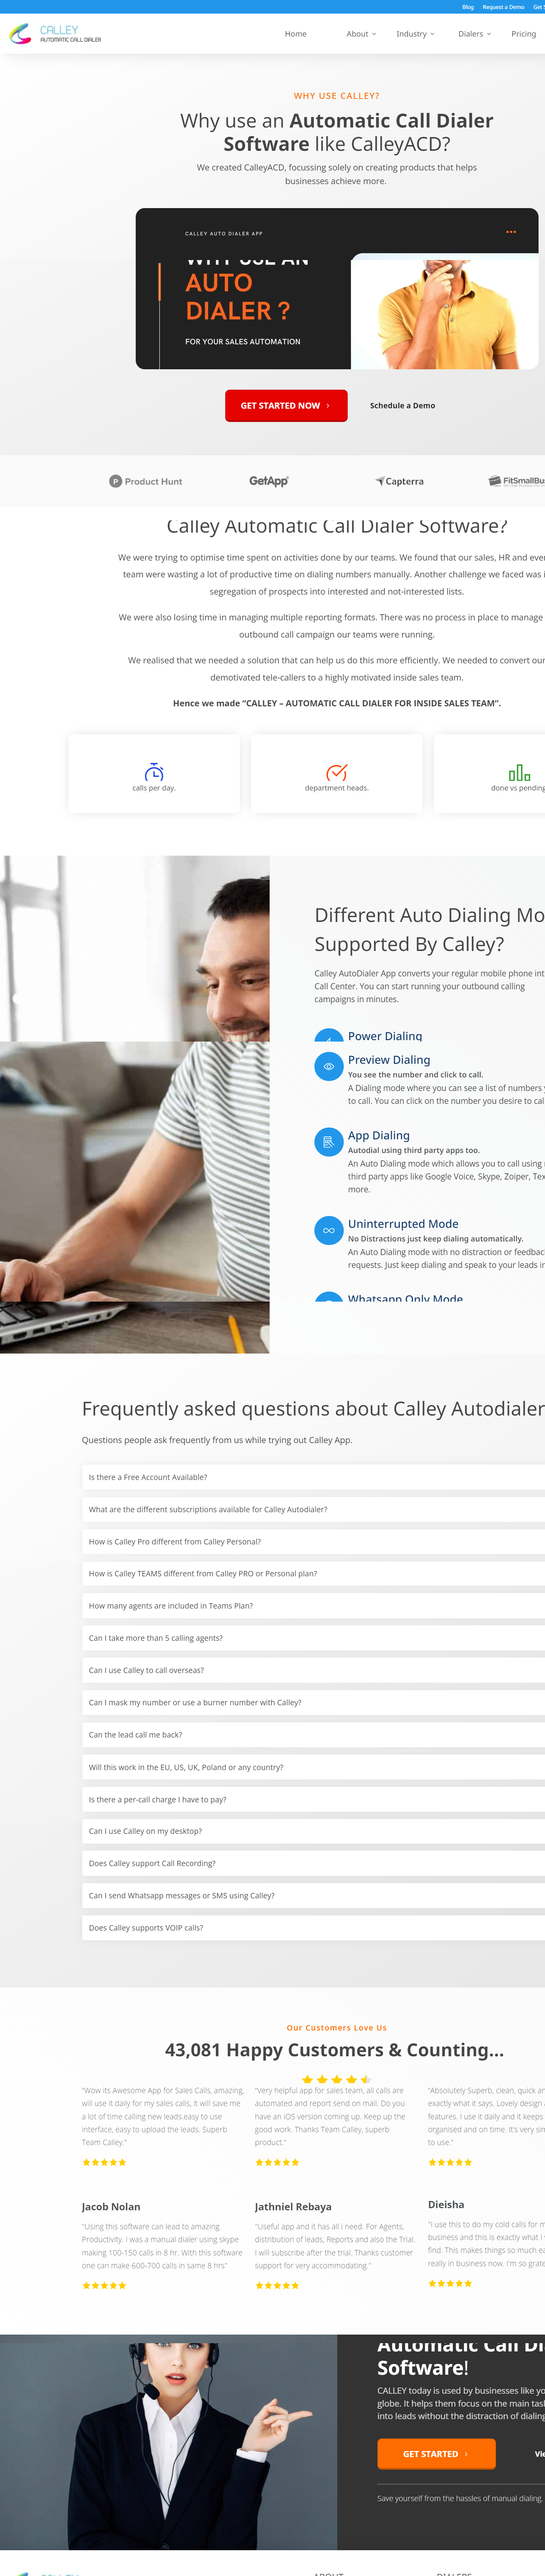 Blog Request a Demo Get
CALLEY
AUTOMATIC CALL DIALER
Home About Industry Dialers Pricing
WHY USE CALLEY?
Why use an Automatic Call Dialer
Software like CalleyACD?
We created CalleyACD, focussing solely on creating products that helps
businesses achieve more.
CALLEY AUTO DIALER APP
WHY USE AN
AUTO
DIALER ?
FOR YOUR SALES AUTOMATION
GET STARTED NOW
Schedule a Demo
Product Hunt GetApp Capterra FitSmallBu
Calley Automatic Call Dialer Software?
We were trying to optimise time spent on activities done by our teams. We found that our sales, HR and eve
team were wasting a lot of productive time on dialing numbers manually. Another challenge we faced was i
segregation of prospects into interested and not-interested lists.
We were also losing time in managing multiple reporting formats. There was no process in place to manage
outbound call campaign our teams were running.
We realised that we needed a solution that can help us do this more efficiently. We needed to convert our
demotivated tele-callers to a highly motivated inside sales team.
Hence we made “CALLEY – AUTOMATIC CALL DIALER FOR INSIDE SALES TEAM”.
calls per day.
department heads.
done vs pending
Different Auto Dialing Mo
Supported By Calley?
Calley AutoDialer App converts your regular mobile phone int
Call Center. You can start running your outbound calling
campaigns in minutes.
Power Dialing
Preview Dialing
You see the number and click to call.
A Dialing mode where you can see a list of numbers
to call. You can click on the number you desire to cal
App Dialing
Autodial using third party apps too.
An Auto Dialing mode which allows you to call using
third party apps like Google Voice, Skype, Zoiper, Tex
more.
Uninterrupted Mode
No Distractions just keep dialing automatically.
An Auto Dialing mode with no distraction or feedbac
requests. Just keep dialing and speak to your leads in
Whatsapp Only Mode
Frequently asked questions about Calley Autodialer
Questions people ask frequently from us while trying out Calley App.
Is there a Free Account Available?
What are the different subscriptions available for Calley Autodialer?
How is Calley Pro different from Calley Personal?
How is Calley TEAMS different from Calley PRO or Personal plan?
How many agents are included in Teams Plan?
Can I take more than 5 calling agents?
Can I use Calley to call overseas?
Can I mask my number or use a burner number with Calley?
Can the lead call me back?
Will this work in the EU, US, UK, Poland or any country?
Is there a per-call charge I have to pay?
Can I use Calley on my desktop?
Does Calley support Call Recording?
Can I send Whatsapp messages or SMS using Calley?
Does Calley supports VOIP calls?
Our Customers Love Us
43,081 Happy Customers & Counting...
"Wow its Awesome App for Sales Calls, amazing,
will use it daily for my sales calls, it will save me
a lot of time calling new leads.easy to use
interface, easy to upload the leads. Superb
Team Calley."
"Very helpful app for sales team, all calls are
automated and report send on mail. Do you
have an iOS version coming up. Keep up the
good work. Thanks Team Calley, superb
product."
"Absolutely Superb, clean, quick an
exactly what it says. Lovely design
features. I use it daily and it keeps
organised and on time. It's very sim
to use."
Jacob Nolan
"Using this software can lead to amazing
Productivity. I was a manual dialer using skype
making 100-150 calls in 8 hr. With this software
one can make 600-700 calls in same 8 hrs"
Jathniel Rebaya
"Useful app and it has all i need. For Agents,
distribution of leads, Reports and also the Trial.
I will subscribe after the trial. Thanks customer
support for very accommodating."
Dieisha
"I use this to do my cold calls for m
business and this is exactly what I
find. This makes things so much ea
really in business now. I'm so grate
Automatic Call Di
Software!
CALLEY today is used by businesses like yo
globe. It helps them focus on the main tas
into leads without the distraction of dialing
GET STARTED
Vie
Save yourself from the hassles of manual dialing.